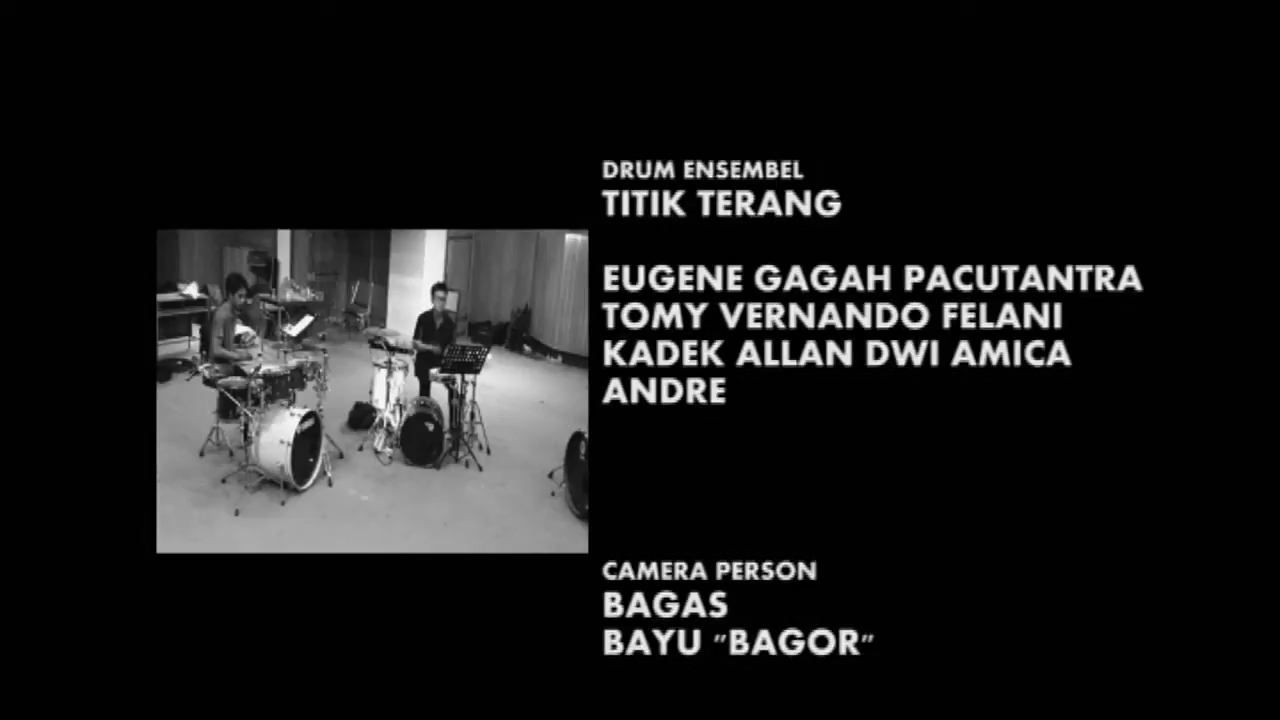 DRUM ENSEMBEL
TITIK TERANG
EUGENE GAGAH PACUTANTRA
TOMY VERNANDO FELANI
KADEK ALLAN DWI AMICA
ANDRE
CAMERA PERSON
BAGAS
BAYU "BAGOR"